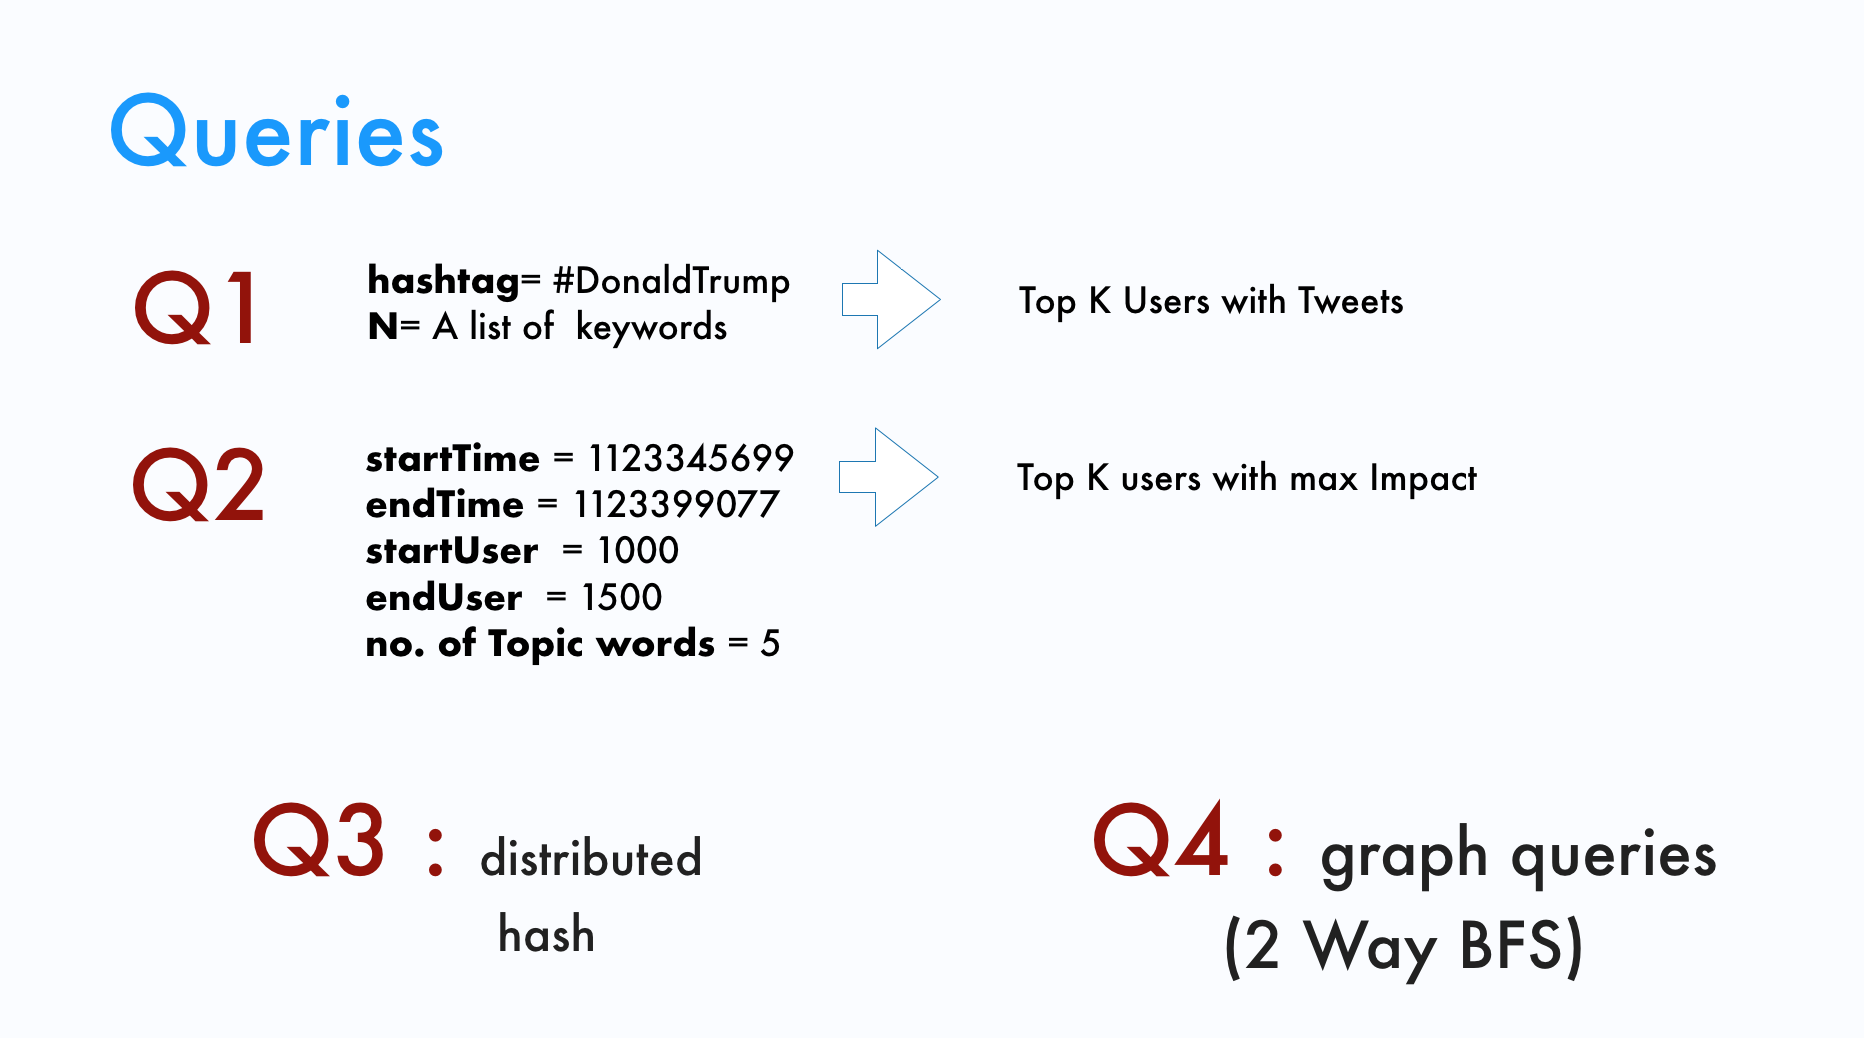 Queries
Q1
hashtag= #DonaldTrump
N= A list of keywords
Top K Users with Tweets
Q2
startTime = 1123345699
endTime = 1123399077
startUser = 1000
endUser = 1500
no. of Topic words = 5
Top K users with max Impact
Q3 : distributed
hash
Q4 : graph queries
(2 Way BFS)